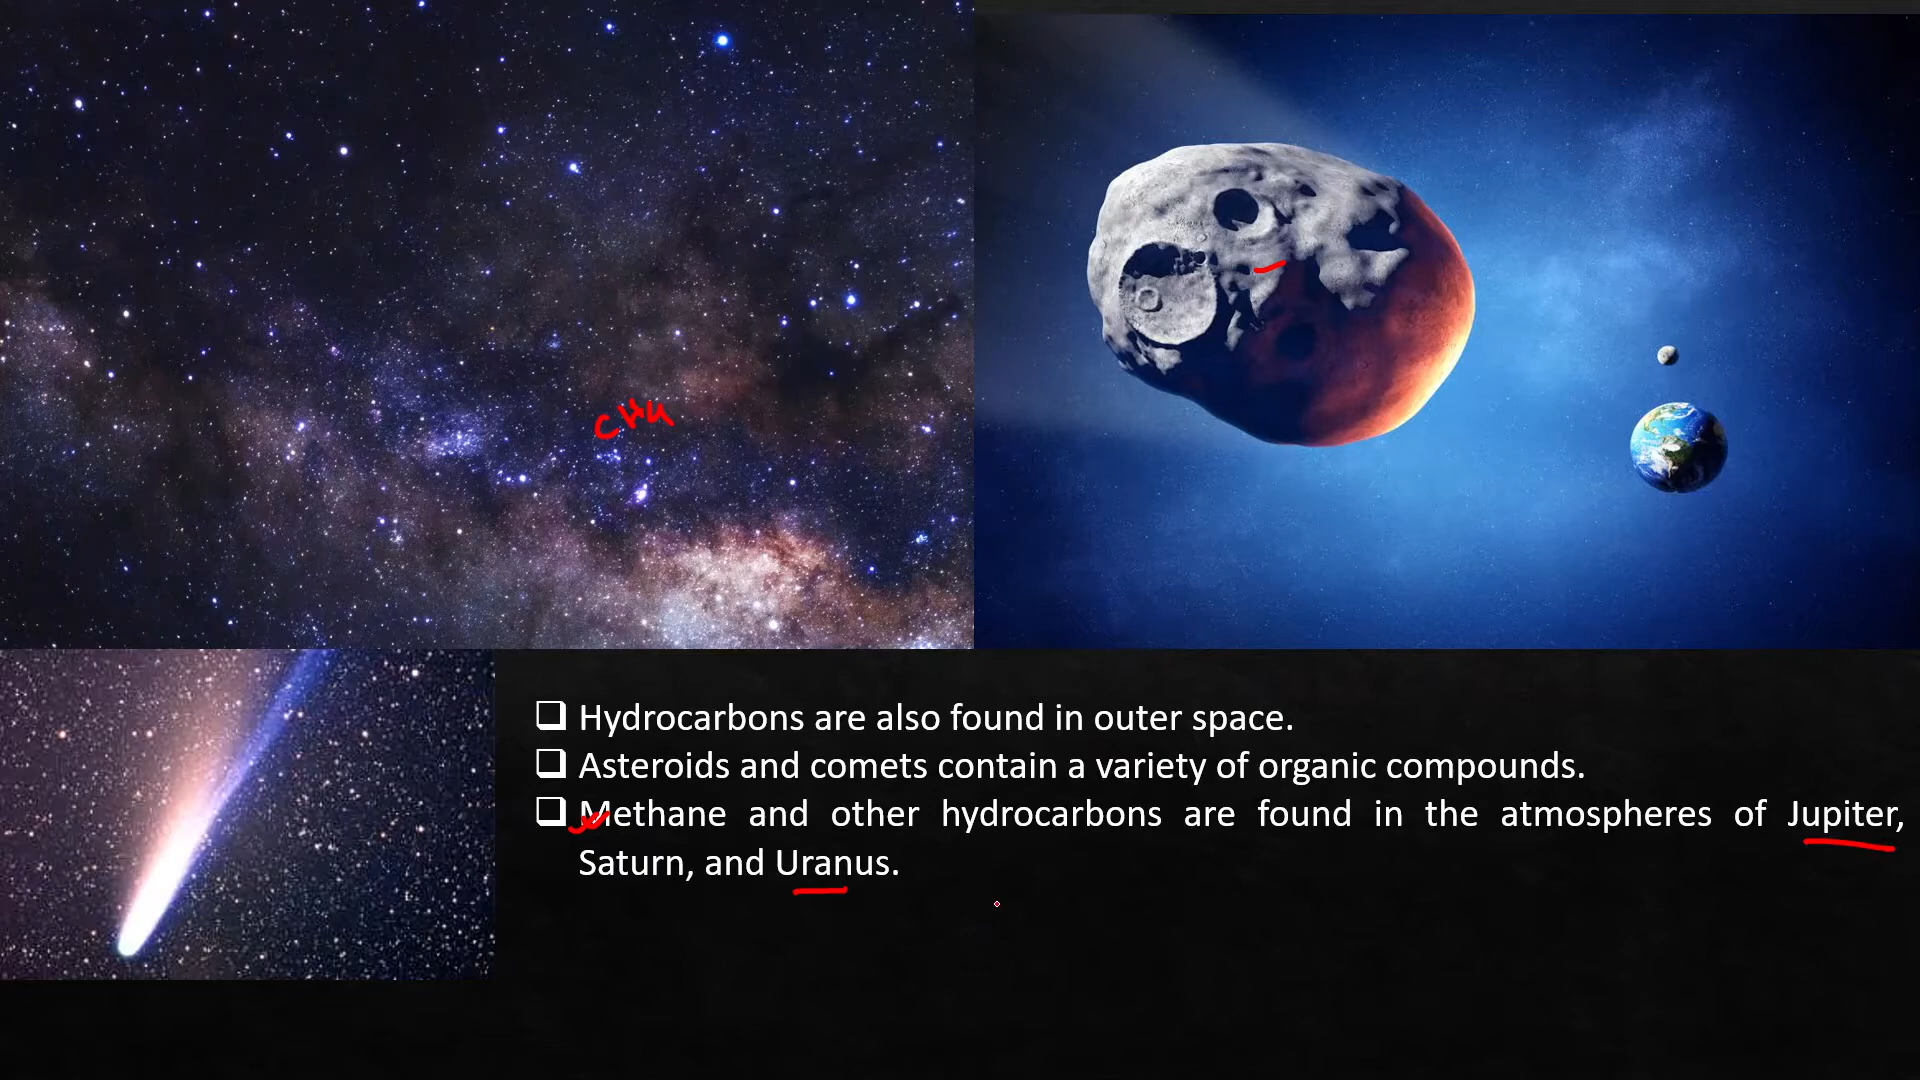 CH4
❑ Hydrocarbons are also found in outer space.
❑ Asteroids and comets contain a variety of organic compounds.
❑ Methane and other hydrocarbons are found in the atmospheres of Jupiter,
Saturn, and Uranus.